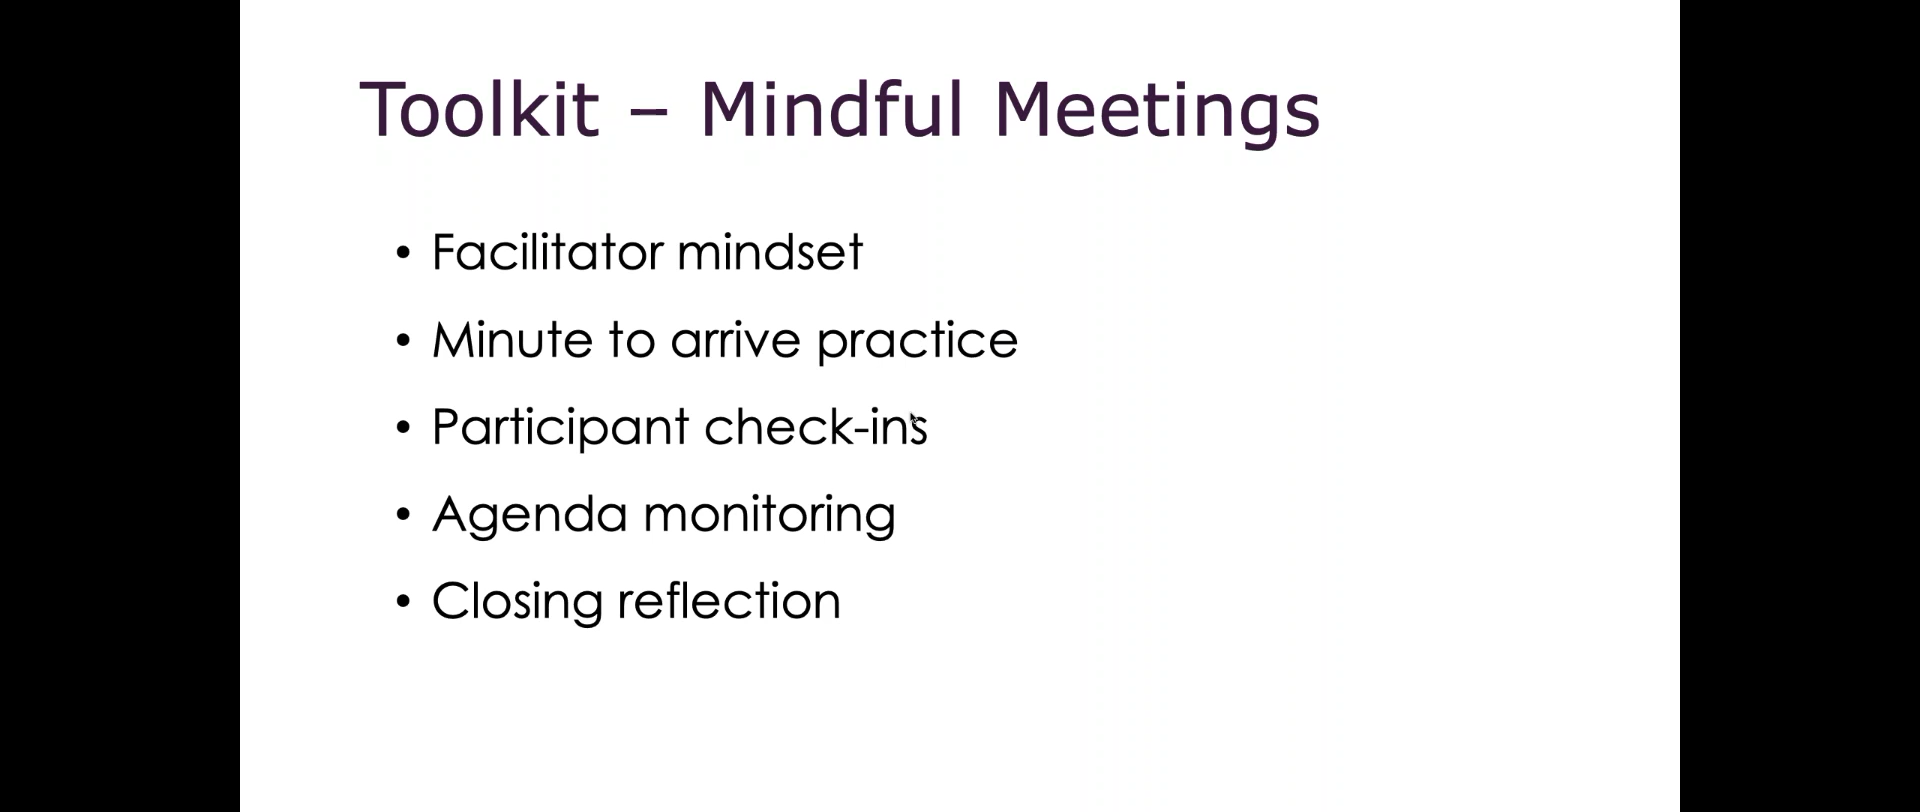 Toolkit – Mindful Meetings
• Facilitator mindset
• Minute to arrive practice
• Participant check-ins
• Agenda monitoring
• Closing reflection